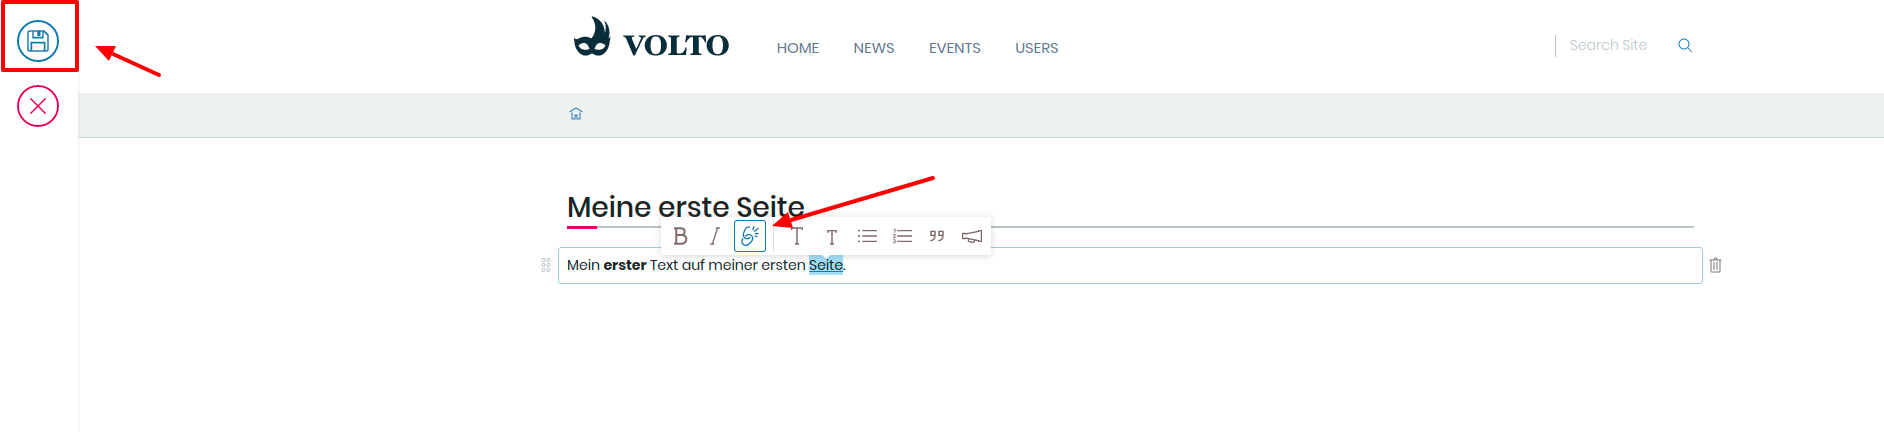 VOLTO
HOME NEWS EVENTS USERS
Search Site
Meine erste Seite
Mein erster Text auf meiner ersten Seite.